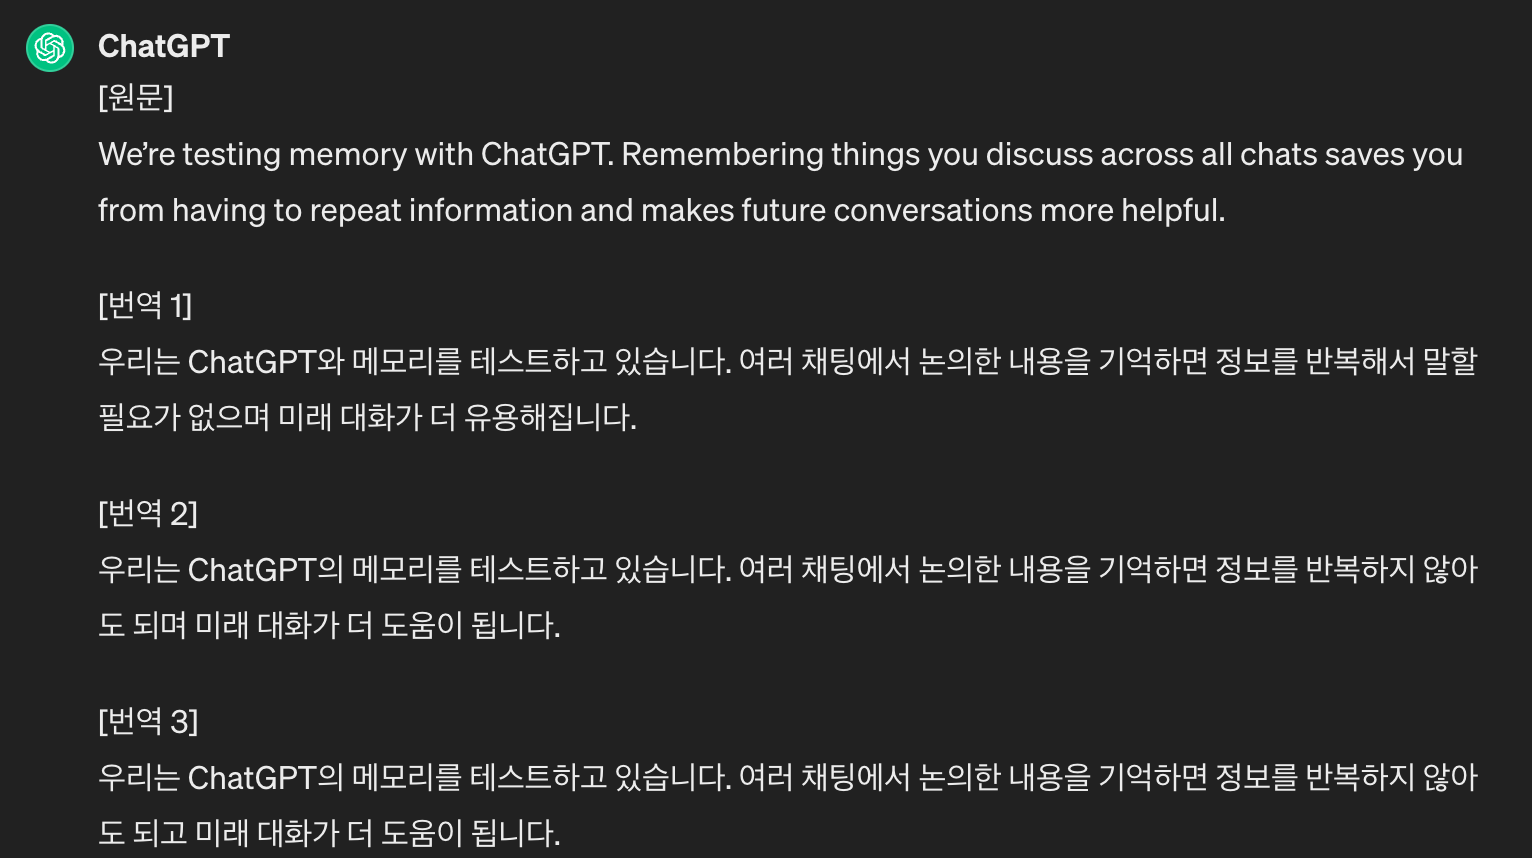 ChatGPT
[원문]
We’re testing memory with ChatGPT. Remembering things you discuss across all chats saves you
from having to repeat information and makes future conversations more helpful.
[번역 1]
우리는 ChatGPT와 메모리를 테스트하고 있습니다. 여러 채팅에서 논의한 내용을 기억하면 정보를 반복해서 말할
필요가 없으며 미래 대화가 더 유용해집니다.
[번역 2]
우리는 ChatGPT의 메모리를 테스트하고 있습니다. 여러 채팅에서 논의한 내용을 기억하면 정보를 반복하지 않아
도 되며 미래 대화가 더 도움이 됩니다.
[번역 3]
우리는 ChatGPT의 메모리를 테스트하고 있습니다. 여러 채팅에서 논의한 내용을 기억하면 정보를 반복하지 않아
도 되고 미래 대화가 더 도움이 됩니다.